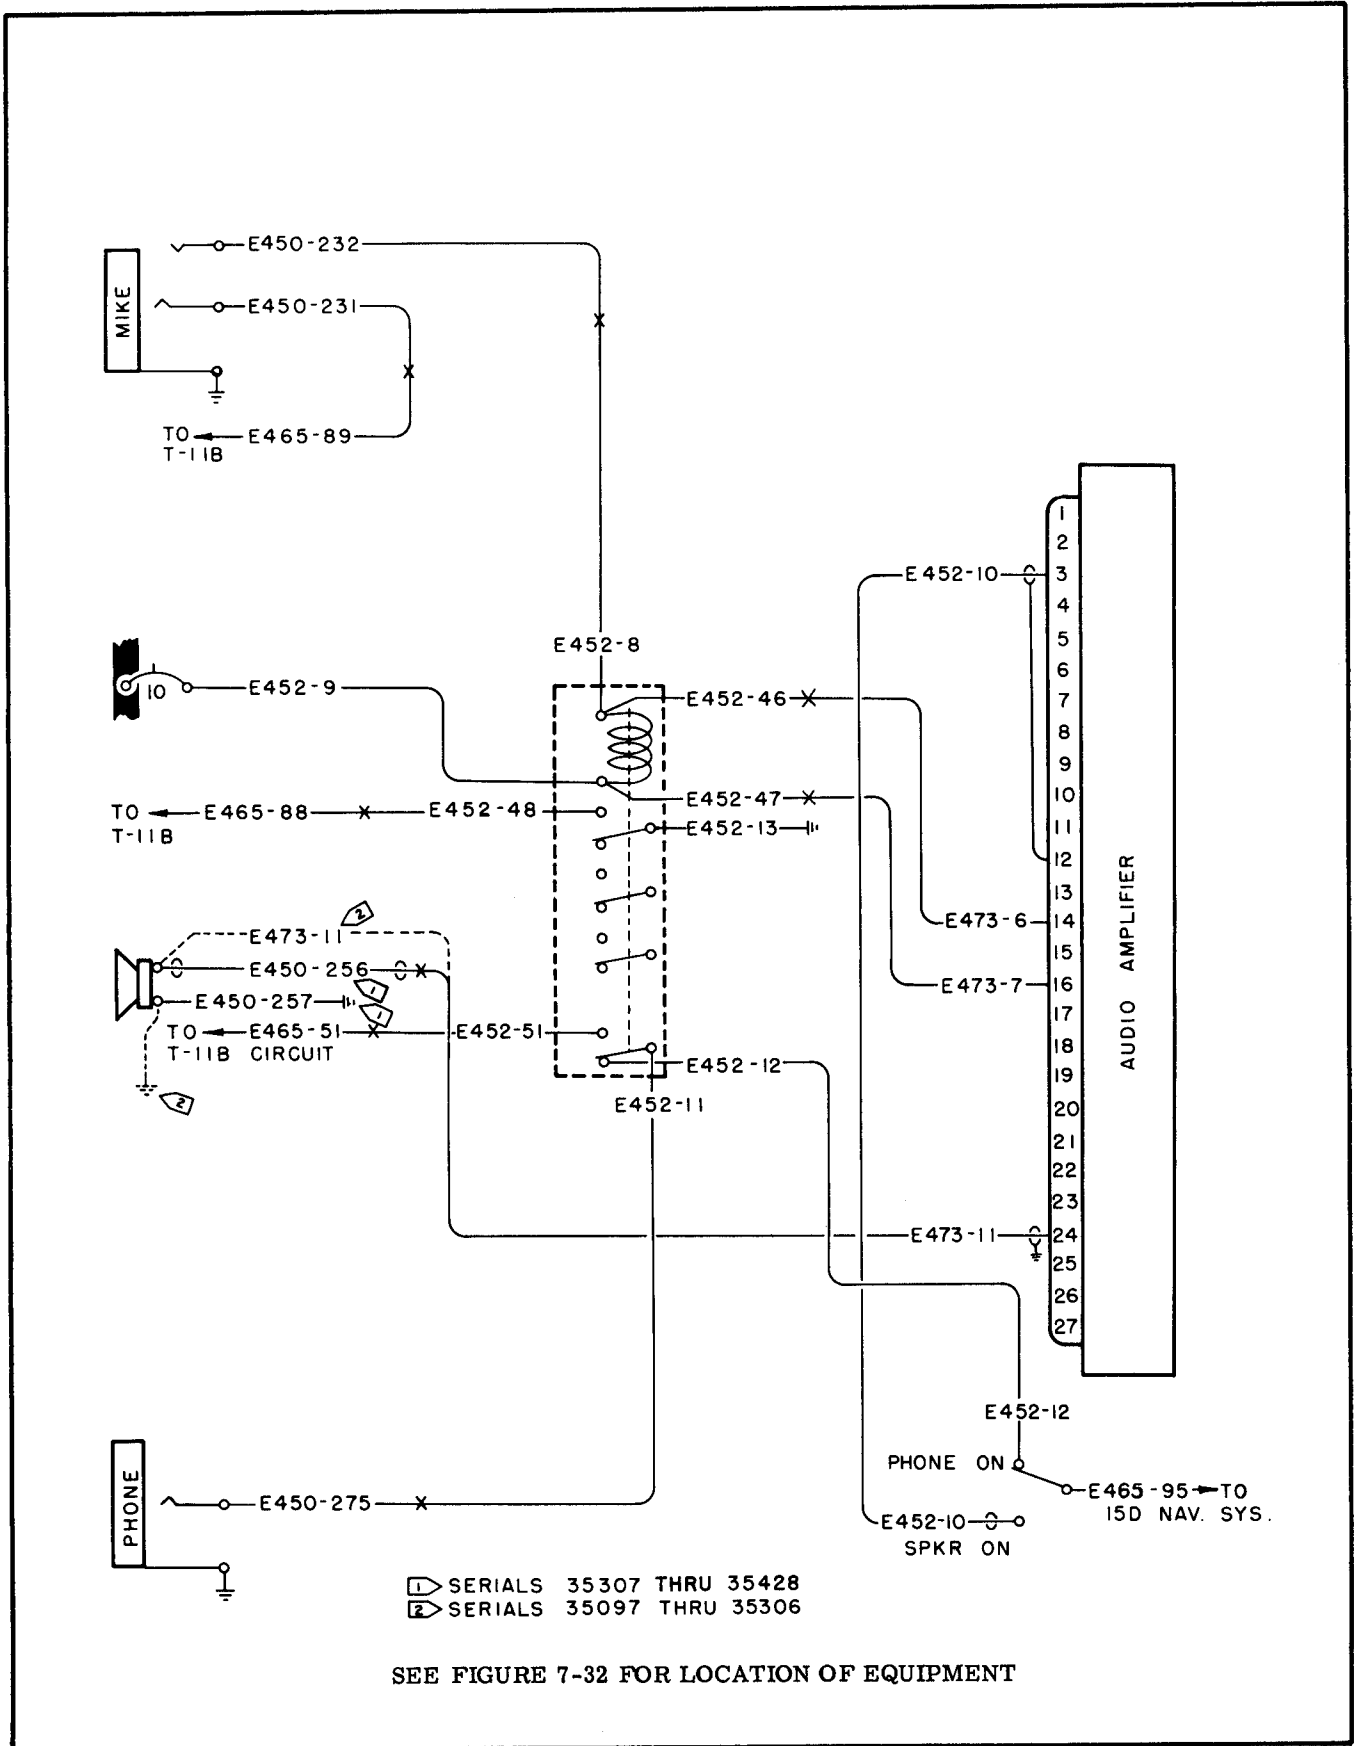 E450-232
MIKE
E450-231
TO
T-11B
E465-89
1
2
E452-10
3
4
5
E452-8
6
10
E452-9
E452-46
7
8
9
E452-47
10
TO
T-11B
E465-88
E452-48
E452-13
11
12
13
AUDIO AMPLIFIER
2
E473-11
E473-6
14
15
E450-256
1
E473-7
16
E450-257
1
17
TO
T-11B CIRCUIT
E465-51
E452-51
18
E452-12
19
2
E452-11
20
21
22
23
E473-11
24
25
26
27
E452-12
PHONE ON
PHONE
E450-275
E465-95
TO
15D NAV. SYS.
E452-10
SPKR ON
1 SERIALS 35307 THRU 35428
2 SERIALS 35097 THRU 35306
SEE FIGURE 7-32 FOR LOCATION OF EQUIPMENT